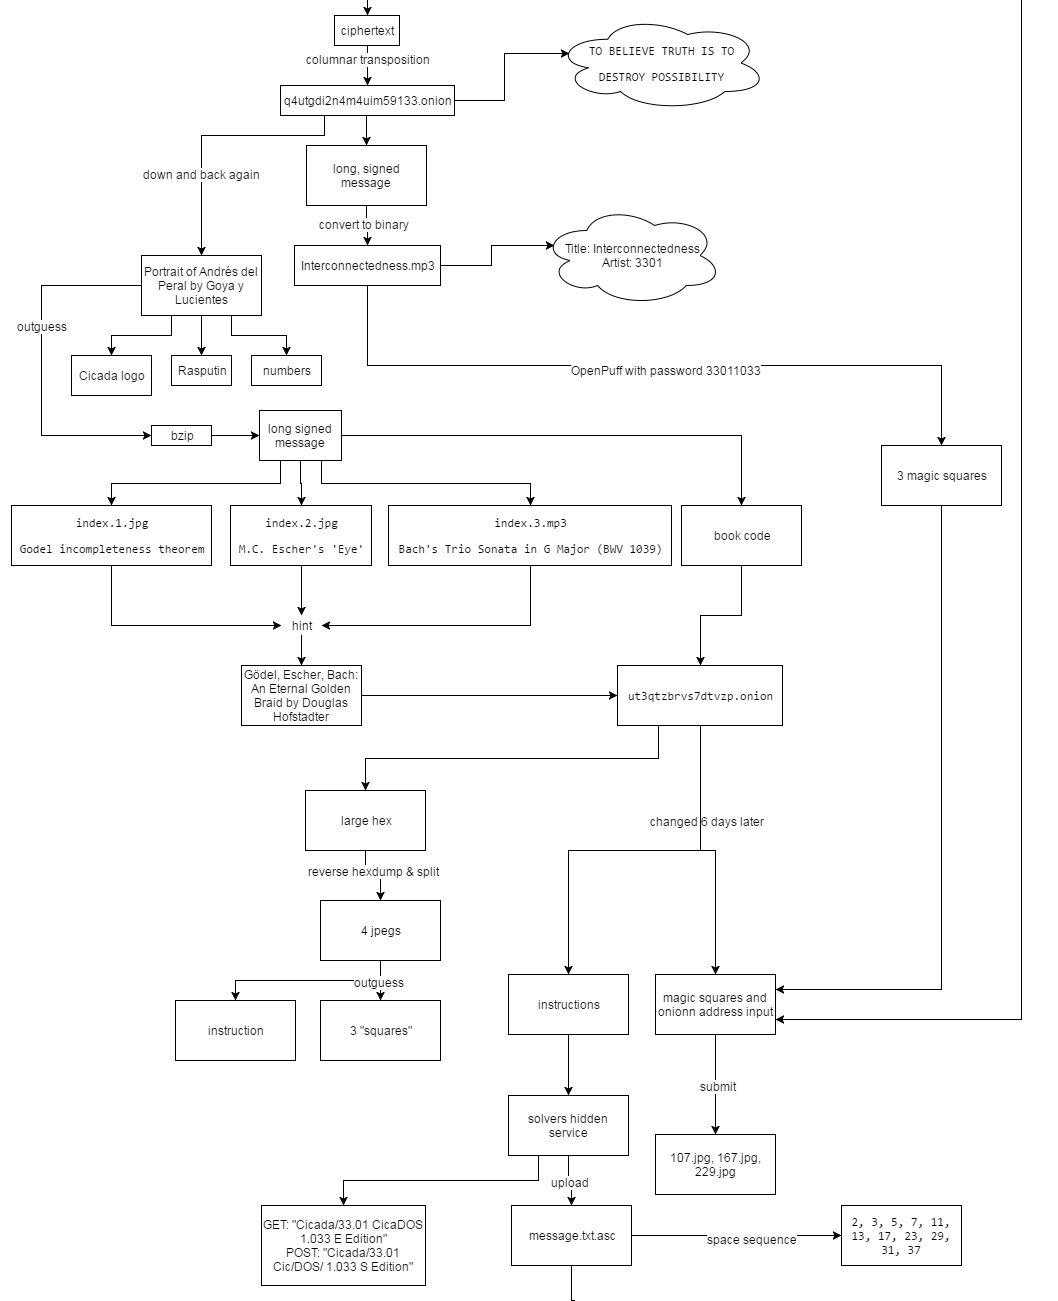 ciphertext
columnar transposition
TO BELIEVE TRUTH IS TO
DESTROY POSSIBILITY
q4utgdi2n4m4uim59133.onion
down and back again
long, signed
message
convert to binary
Title: Interconnectedness
Artist: 3301
Interconnectedness.mp3
Portrait of Andrés del
Peral by Goya y
Lucientes
outguess
Cicada logo
Rasputin
numbers
OpenPuff with password 33011033
bzip
long signed
message
3 magic squares
index.1.jpg
Godel incompleteness theorem
index.2.jpg
M.C. Escher's 'Eye'
index.3.mp3
Bach's Trio Sonata in G Major (BWV 1039)
book code
hint
Gödel, Escher, Bach:
An Eternal Golden
Braid by Douglas
Hofstadter
ut3qtzbrvs7dtvzp.onion
large hex
changed 6 days later
reverse hexdump & split
4 jpegs
outguess
instruction
3 "squares"
instructions
magic squares and
onionn address input
submit
solvers hidden
service
107.jpg, 167.jpg,
229.jpg
upload
GET: "Cicada/33.01 CicaDOS
1.033 E Edition"
POST: "Cicada/33.01
Cic/DOS/ 1.033 S Edition"
message.txt.asc
space sequence
2, 3, 5, 7, 11,
13, 17, 23, 29,
31, 37